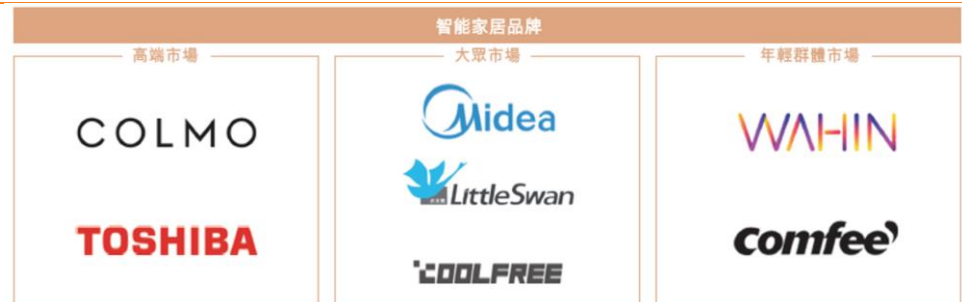 智能家居品牌
高端市場
COLMO
TOSHIBA
大眾市場
Midea
LittleSwan
COOLFREE
年輕群體市場
WAHIN
comfee'